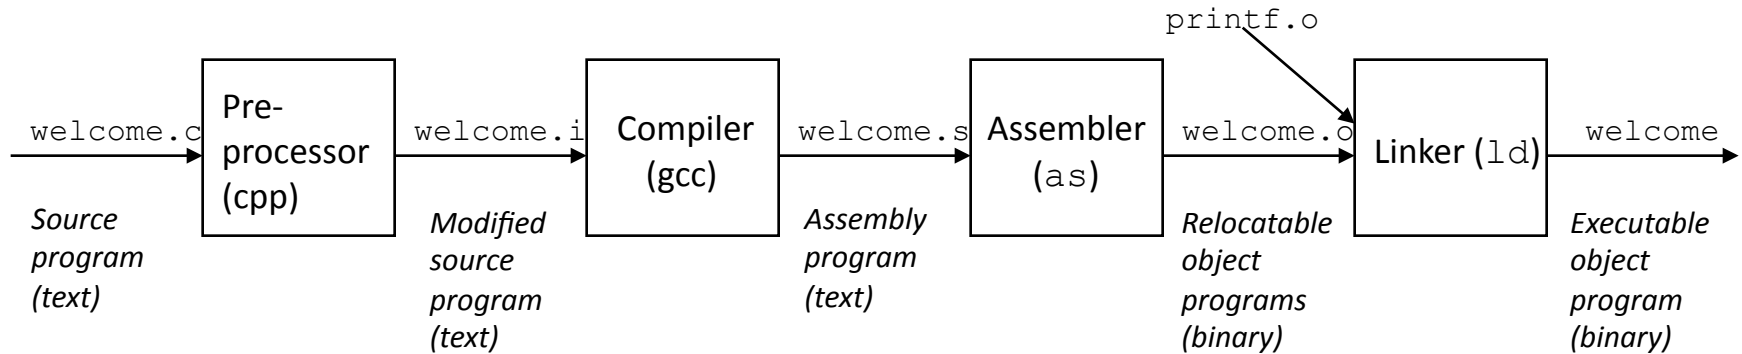 printf.o
welcome.c
Pre-
processor
(cpp)
welcome.i
Compiler
(gcc)
welcome.s
Assembler
(as)
welcome.o
Linker (ld)
welcome
Source
program
(text)
Modified
source
program
(text)
Assembly
program
(text)
Relocatable
object
programs
(binary)
Executable
object
program
(binary)